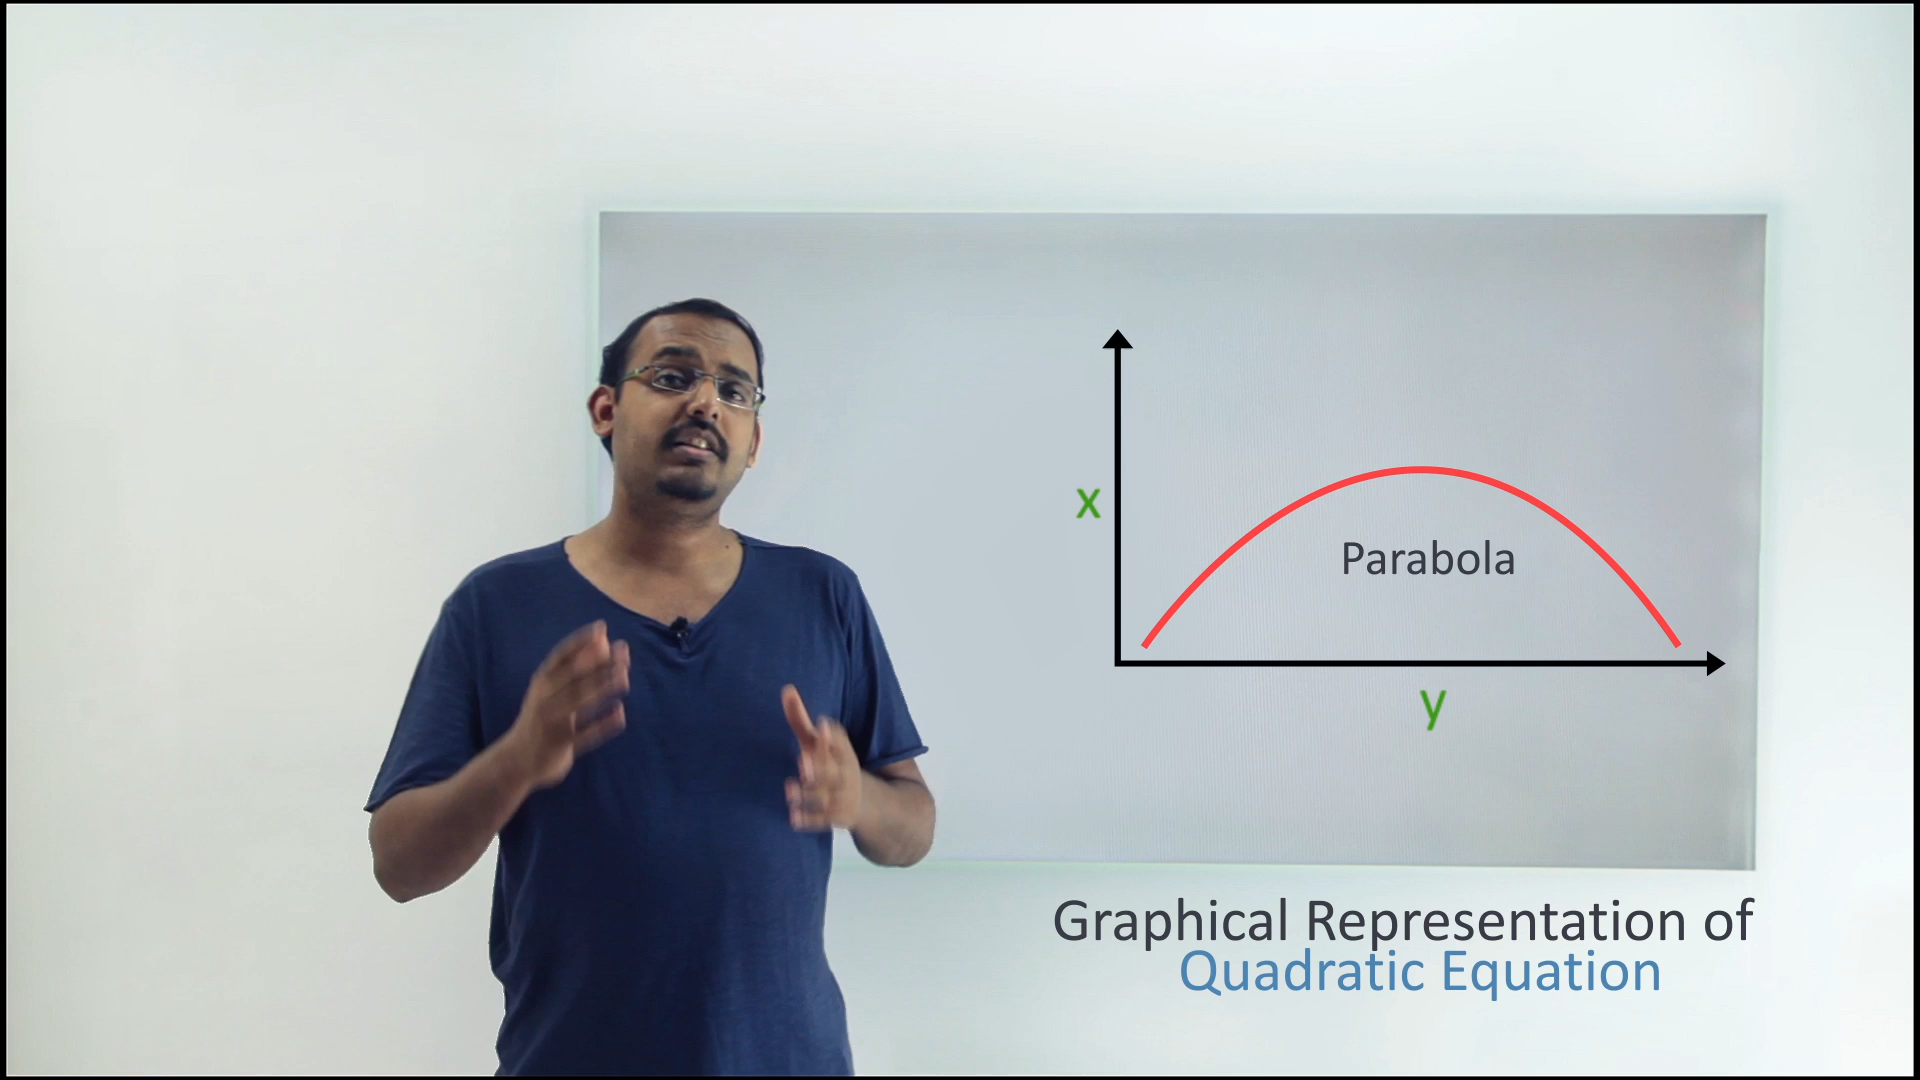 x
Parabola
y
Graphical Representation of
Quadratic Equation